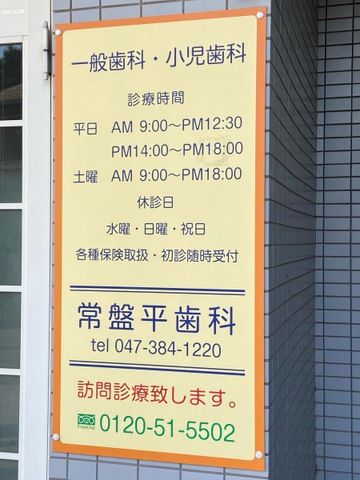 一般歯科・小児歯科
診療時間
平日 AM 9:00〜PM12:30
PM14:00〜PM18:00
土曜 AM 9:00〜PM18:00
休診日
水曜・日曜・祝日
各種保険取扱・初診随時受付
常盤平歯科
tel 047-384-1220
訪問診療致します。
FreeDial 0120-51-5502